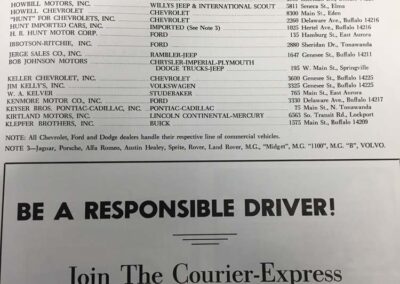 HOWBILL MOTORS, INC. WILLYS JEEP & INTERNATIONAL SCOUT 5811 Seneca St., Elma
HOWELL CHEVROLET CHEVROLET 8300 Main St., Eden
"HUNT" FOR CHEVROLETS, INC. CHEVROLET 2260 Delaware Ave., Buffalo 14216
HUNT IMPORTED CARS, INC. IMPORTED (See Note 3) 1025 Hertel Ave., Buffalo 14216
H. R. HUNT MOTOR CORP. FORD 135 Hamburg St., East Aurora
IBBOTSON-RITCHIE, INC. FORD 2880 Sheridan Dr., Tonawanda
JERGE SALES CO., INC. RAMBLER-JEEP 1647 Genesee St., Buffalo 14211
BOB JOHNSON MOTORS CHRYSLER-IMPERIAL-PLYMOUTH
DODGE TRUCKS-JEEP 195 W. Main St., Springville
KELLER CHEVROLET, INC. CHEVROLET 3600 Genesee St., Buffalo 14225
JIM KELLY'S, INC. VOLKSWAGEN 3325 Genesee St., Buffalo 14225
W. A. KELVER STUDEBAKER 765 Main St., East Aurora
KENMORE MOTOR CO., INC. FORD 3330 Delaware Ave., Buffalo 14217
KEYSER BROS. PONTIAC-CADILLAC, INC. PONTIAC-CADILLAC 75 Main St., N. Tonawanda
KIRTLAND MOTORS, INC. LINCOLN CONTINENTAL-MERCURY 6563 So. Transit Rd., Lockport
KLEPFER BROTHERS, INC. BUICK 1575 Main St., Buffalo 14209
NOTE: All Chevrolet, Ford and Dodge dealers handle their respective line of commercial vehicles.
NOTE 3—Jaguar, Porsche, Alfa Romeo, Austin Healey, Sprite, Rover, Land Rover, M.G., "Midget", M.G. "1100", M.G. "B", VOLVO.
BE A RESPONSIBLE DRIVER!
Join The Courier-Express